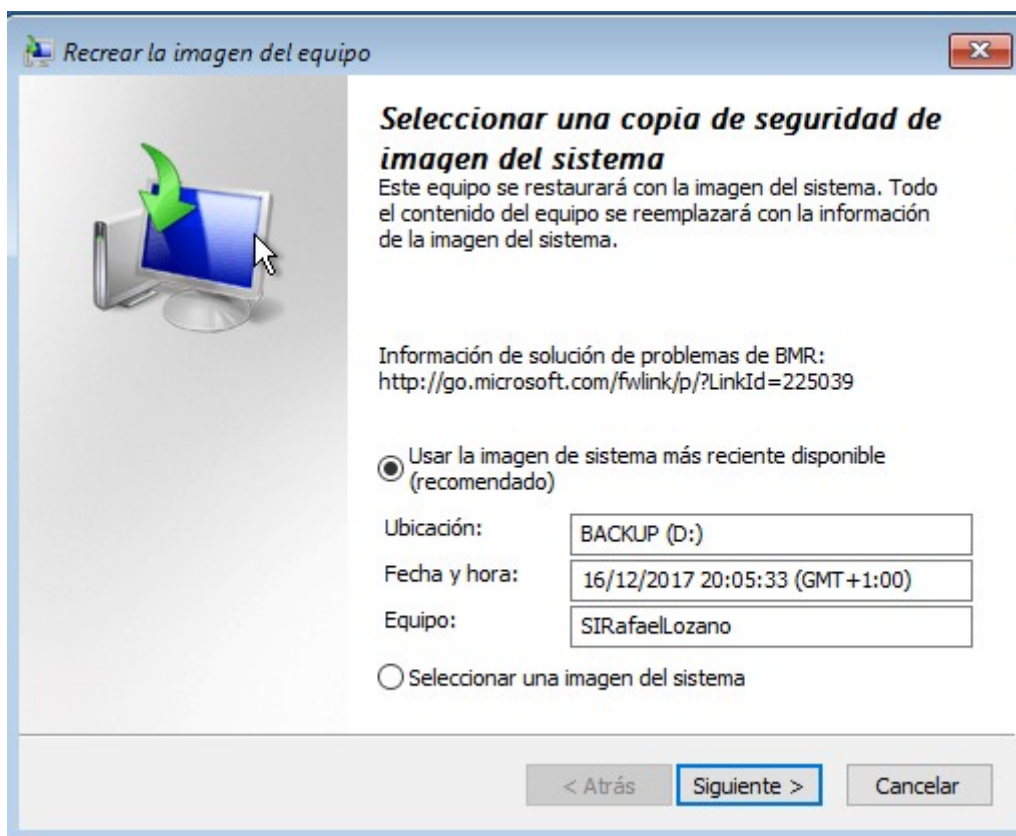 Recrear la imagen del equipo
Seleccionar una copia de seguridad de
imagen del sistema
Este equipo se restaurará con la imagen del sistema. Todo
el contenido del equipo se reemplazará con la información
de la imagen del sistema.
Información de solución de problemas de BMR:
http://go.microsoft.com/fwlink/p/?LinkId=225039
Usar la imagen de sistema más reciente disponible
(recomendado)
Ubicación: BACKUP (D:)
Fecha y hora: 16/12/2017 20:05:33 (GMT+1:00)
Equipo: SIRafaelLozano
Seleccionar una imagen del sistema
< Atrás Siguiente > Cancelar